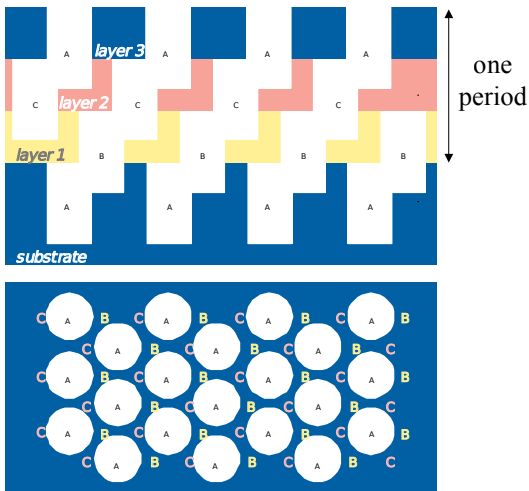 A layer 3 A A A
one
period
C layer 2 C C C
layer 1 B B B B
A A A A
substrate
C A B C A B C A B C A B
C A B C A B C A B C
C A B C A B C A B C A B
C A B C A B C A B C
C A B C A B C A B C A B
C A B C A B C A B C